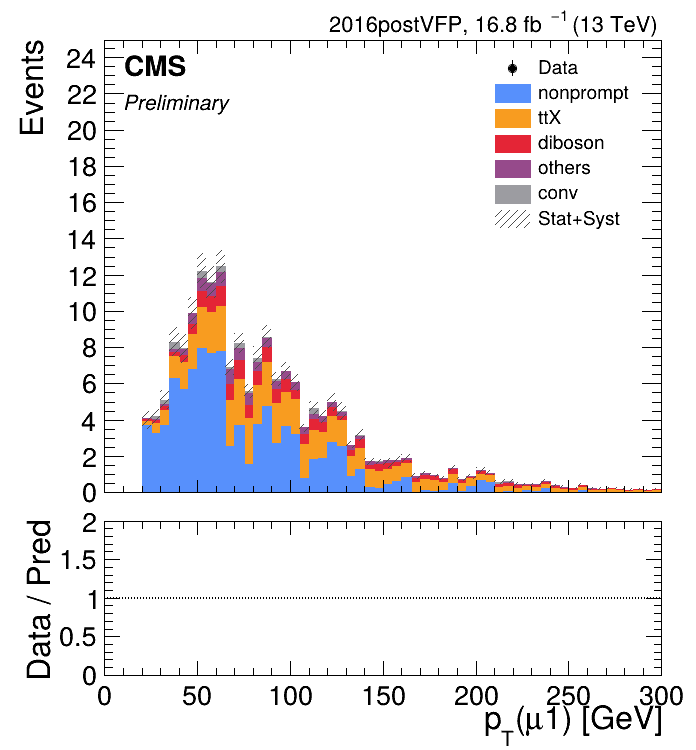 2016postVFP, 16.8 fb⁻¹ (13 TeV)
CMS
Preliminary
Events
24
22
20
18
16
14
12
10
8
6
4
2
0
Data
nonprompt
ttX
diboson
others
conv
Stat+Syst
Data / Pred
2
1.5
1
0.5
0
0 50 100 150 200 250 300
p_T(μ1) [GeV]